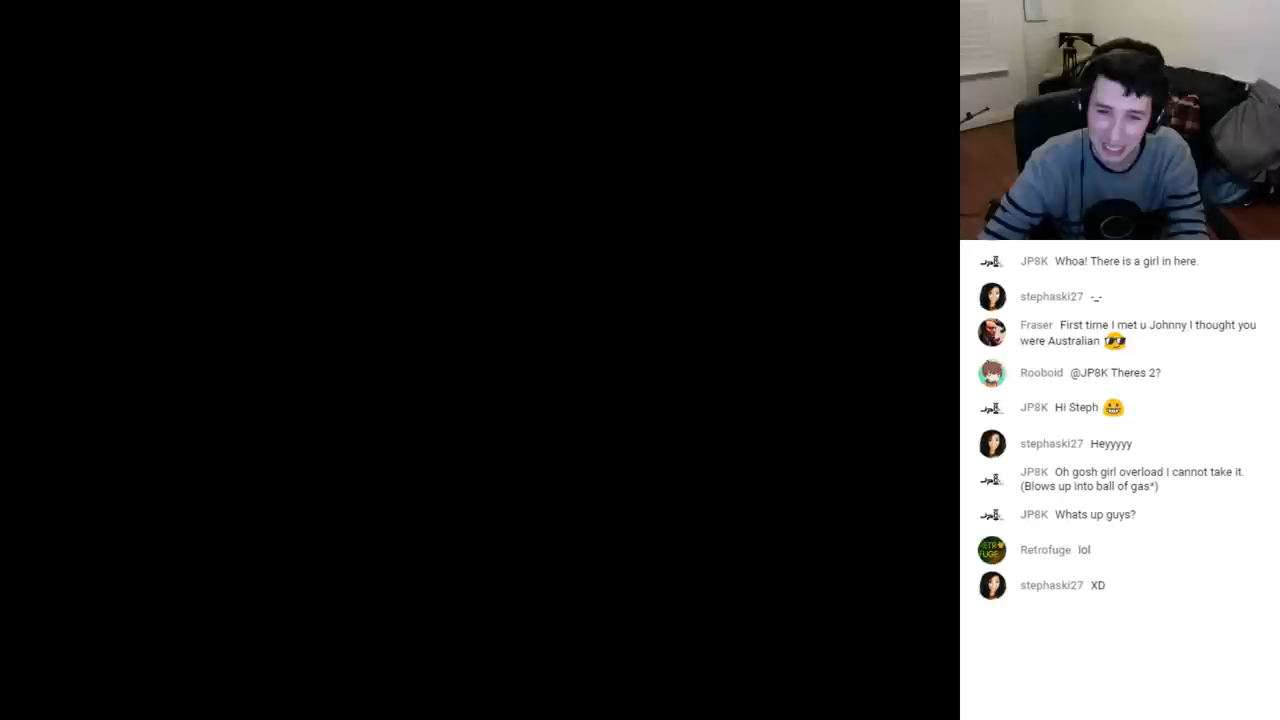 JP8K Whoa! There is a girl in here.
stephaski27 -_-
Fraser First time I met u Johnny I thought you
were Australian 😎
Rooboid @JP8K Theres 2?
JP8K Hi Steph 😀
stephaski27 Heyyyyy
JP8K Oh gosh girl overload I cannot take it.
(Blows up into ball of gas*)
JP8K Whats up guys?
RETR
FUGE
Retrofuge lol
stephaski27 XD